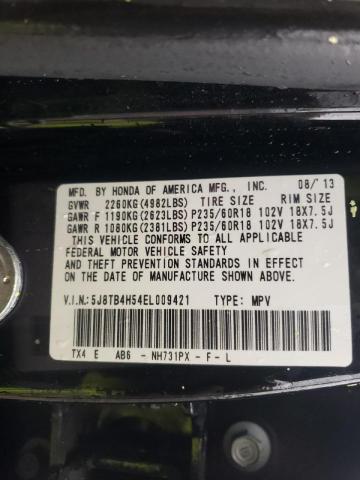 MFD. BY HONDA OF AMERICA MFG., INC. 08/'13
GVWR 2260KG(4982LBS) TIRE SIZE RIM SIZE
GAWR F 1190KG(2623LBS) P235/60R18 102V 18X7.5J
GAWR R 1080KG(2381LBS) P235/60R18 102V 18X7.5J
THIS VEHICLE CONFORMS TO ALL APPLICABLE
FEDERAL MOTOR VEHICLE SAFETY
AND THEFT PREVENTION STANDARDS IN EFFECT
ON THE DATE OF MANUFACTURE SHOWN ABOVE.
V.I.N.:5J8TB4H54EL009421 TYPE: MPV
TX4 E AB6 - NH731PX - F - L